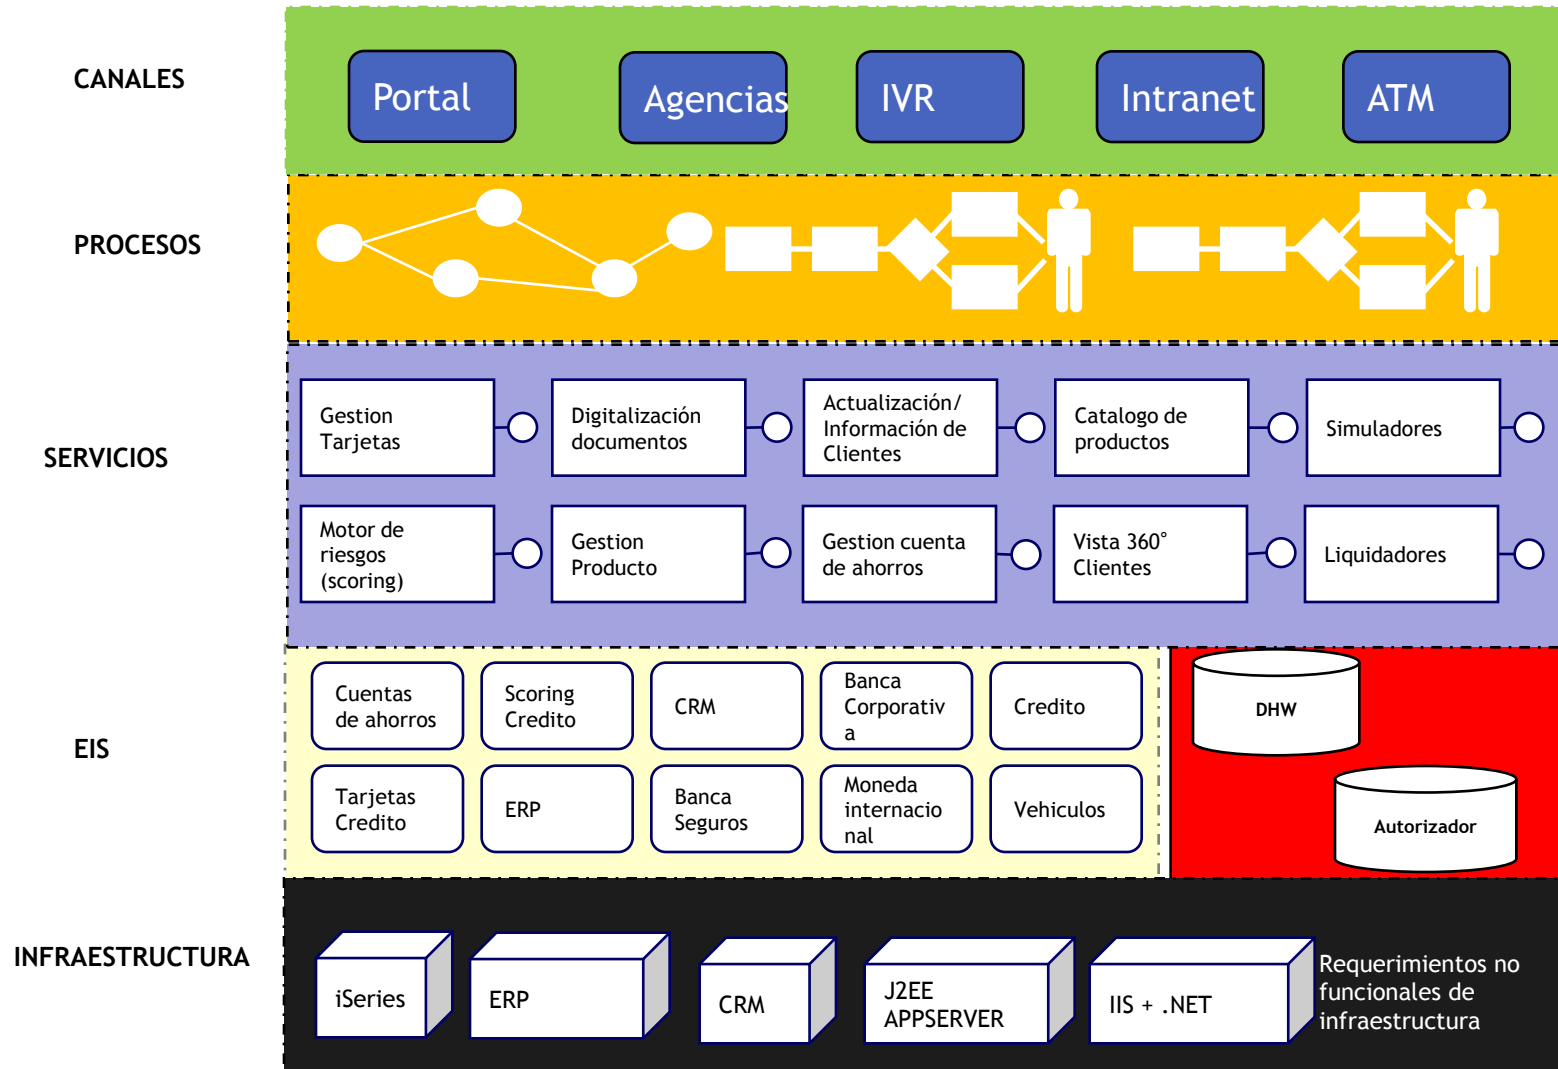 CANALES
Portal
Agencias
IVR
Intranet
ATM
PROCESOS
SERVICIOS
Gestion
Tarjetas
Digitalización
documentos
Actualización/
Información de
Clientes
Catalogo de
productos
Simuladores
Motor de
riesgos
(scoring)
Gestion
Producto
Gestion cuenta
de ahorros
Vista 360°
Clientes
Liquidadores
EIS
Cuentas
de ahorros
Scoring
Credito
CRM
Banca
Corporativ
a
Credito
DHW
Tarjetas
Credito
ERP
Banca
Seguros
Moneda
internacio
nal
Vehiculos
Autorizador
INFRAESTRUCTURA
iSeries
ERP
CRM
J2EE
APPSERVER
IIS + .NET
Requerimientos no
funcionales de
infraestructura